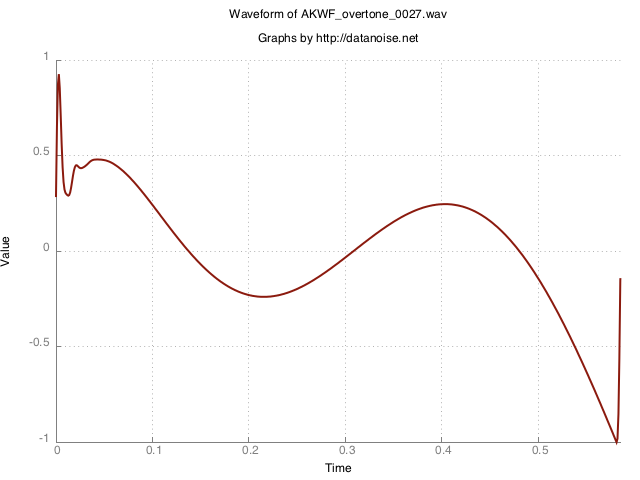 Waveform of AKWF_overtone_0027.wav
Graphs by http://datanoise.net
1
0.5
0
-0.5
-1
Value
0 0.1 0.2 0.3 0.4 0.5
Time